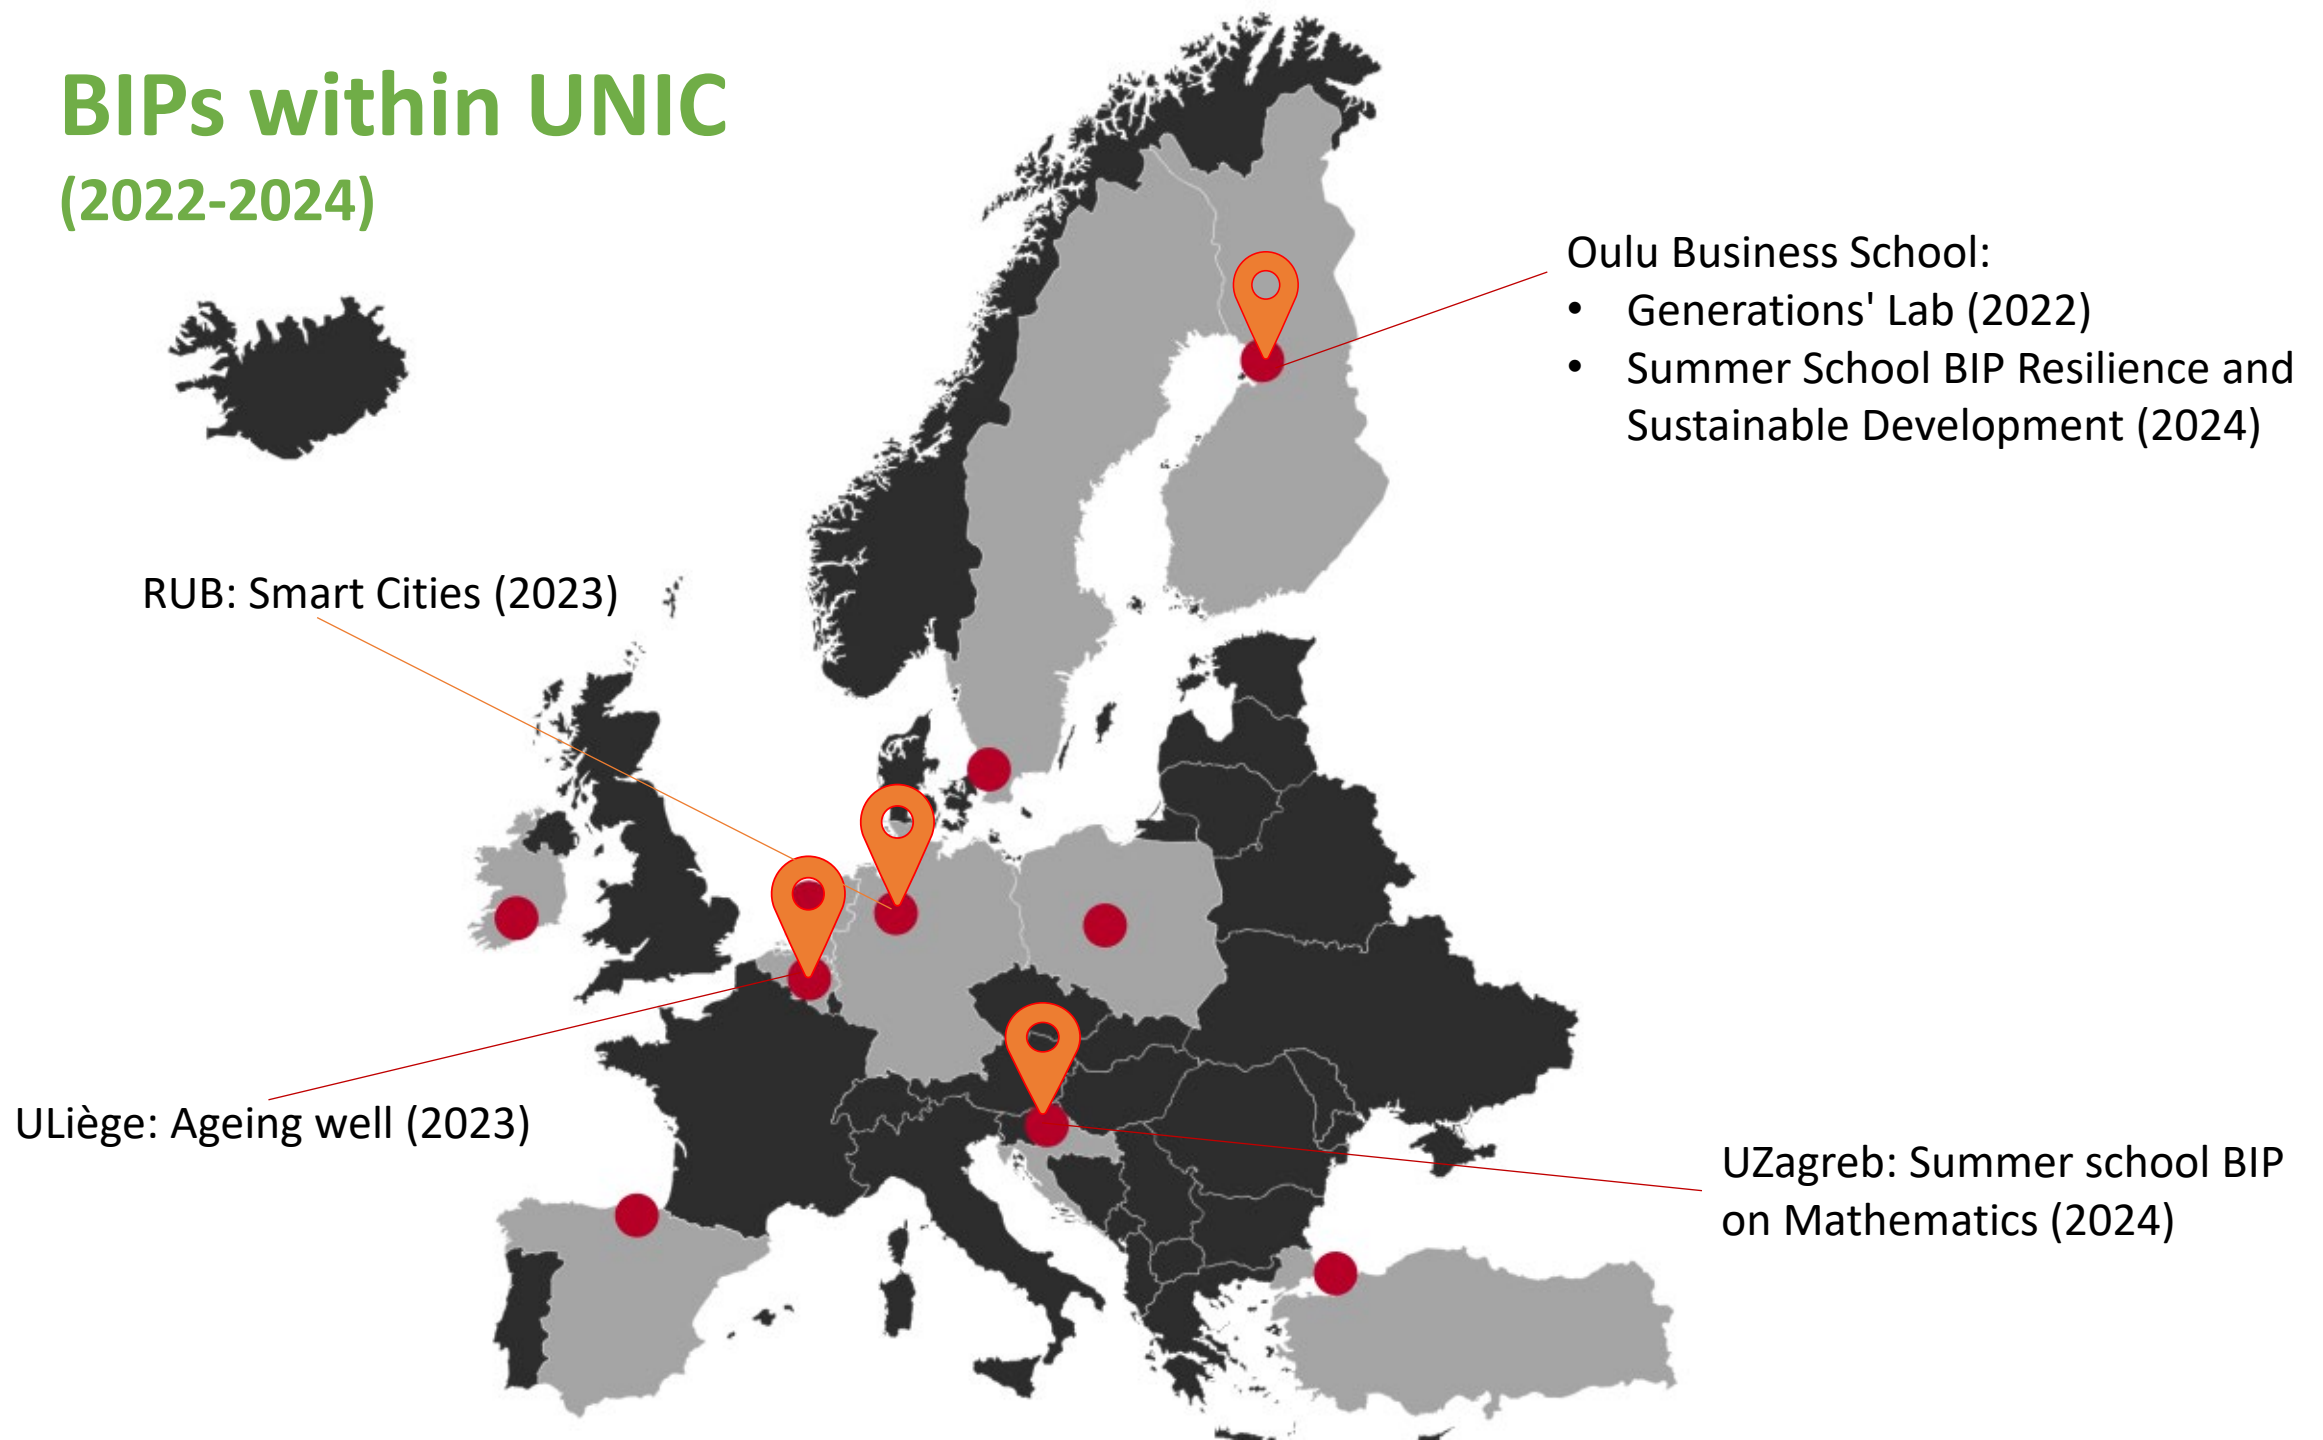 BIPs within UNIC
(2022-2024)
Oulu Business School:
• Generations' Lab (2022)
• Summer School BIP Resilience and
Sustainable Development (2024)
RUB: Smart Cities (2023)
ULiège: Ageing well (2023)
UZagreb: Summer school BIP
on Mathematics (2024)